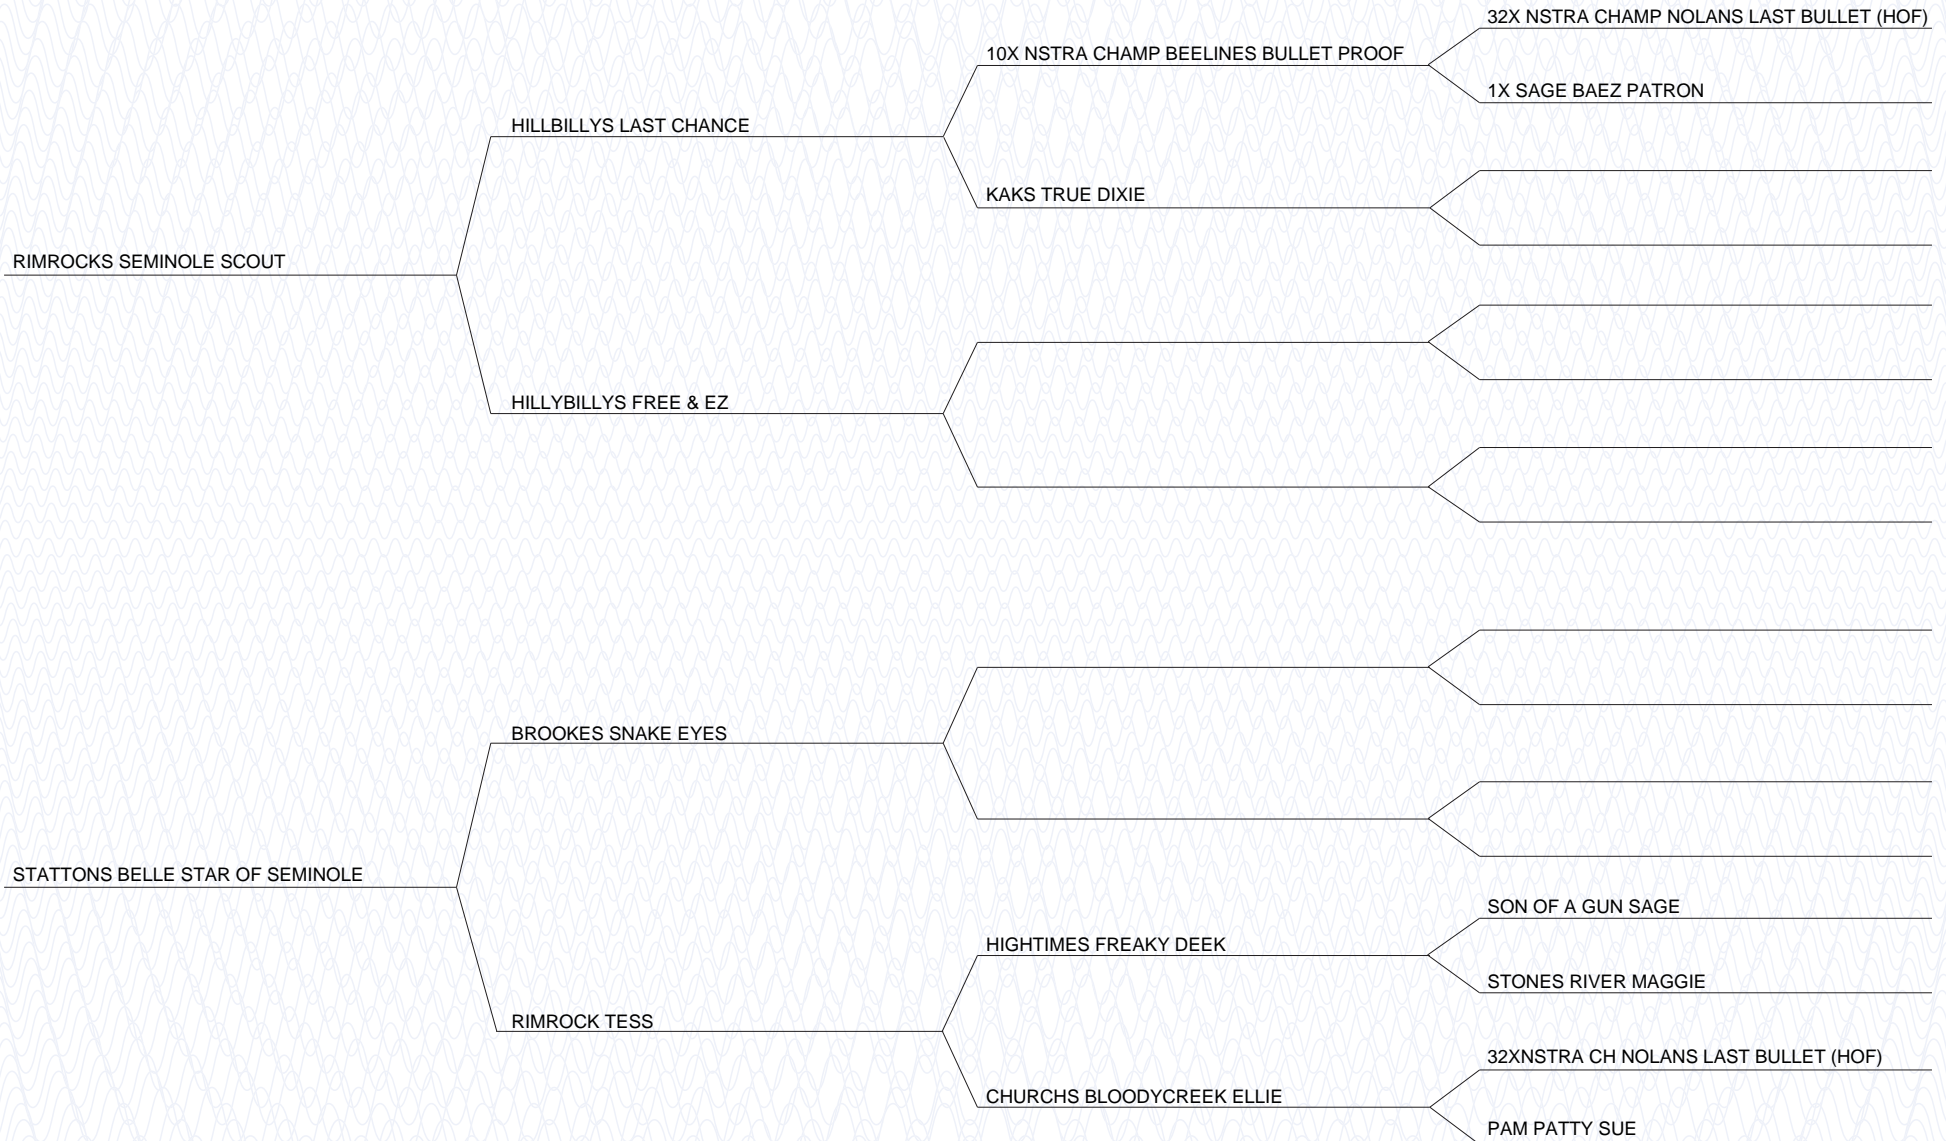 32X NSTRA CHAMP NOLANS LAST BULLET (HOF)
10X NSTRA CHAMP BEELINES BULLET PROOF
1X SAGE BAEZ PATRON
HILLBILLYS LAST CHANCE
KAKS TRUE DIXIE
RIMROCKS SEMINOLE SCOUT
HILLYBILLYS FREE & EZ
BROOKES SNAKE EYES
STATTONS BELLE STAR OF SEMINOLE
SON OF A GUN SAGE
HIGHTIMES FREAKY DEEK
STONES RIVER MAGGIE
RIMROCK TESS
32XNSTRA CH NOLANS LAST BULLET (HOF)
CHURCHS BLOODYCREEK ELLIE
PAM PATTY SUE